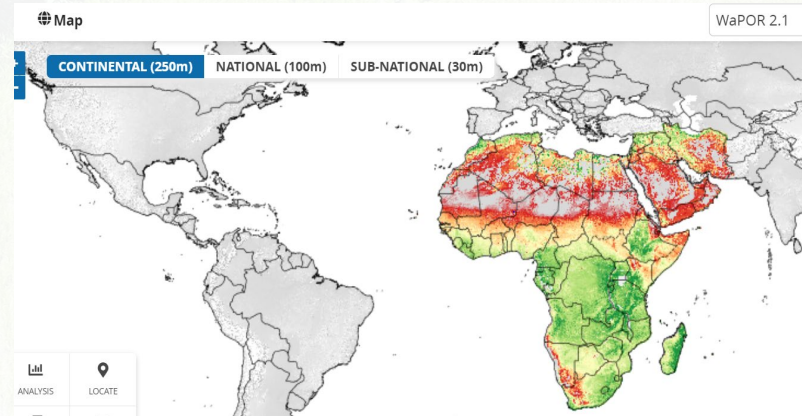 Map
WaPOR 2.1
CONTINENTAL (250m) NATIONAL (100m) SUB-NATIONAL (30m)
ANALYSIS LOCATE